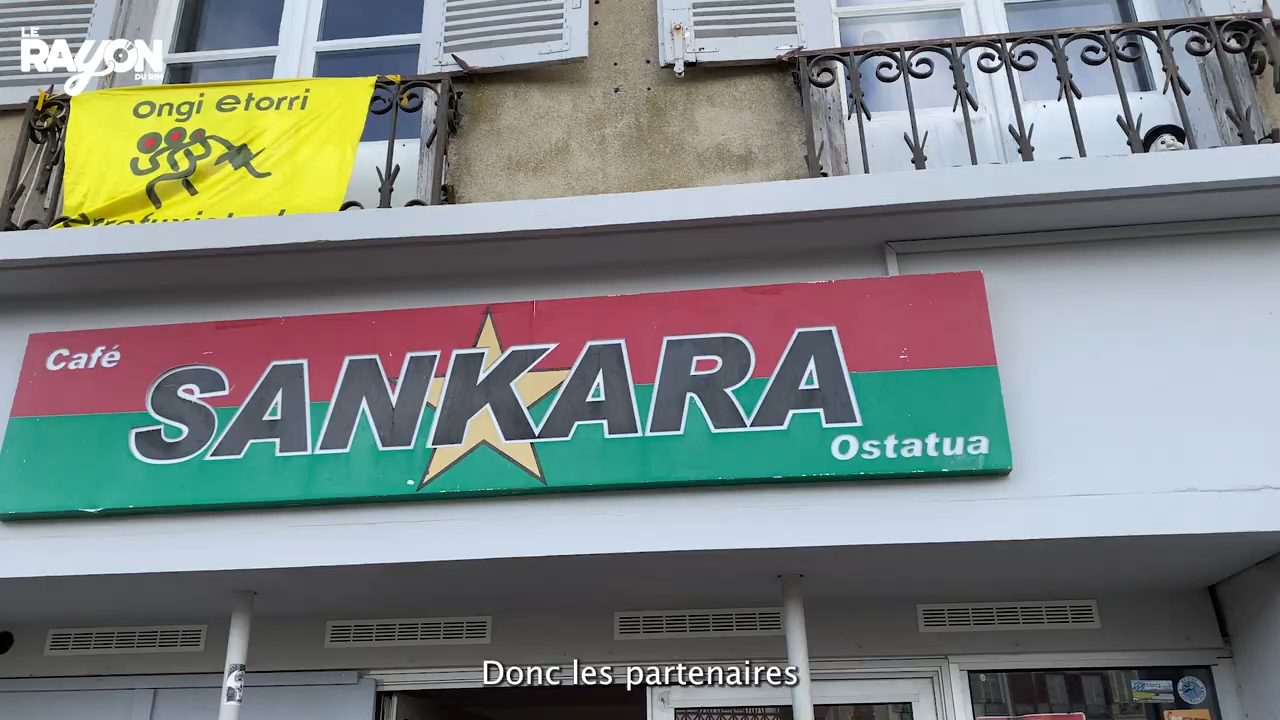 LE
RAYON
Ongi etorri
Café
SANKARA
Ostatua
Donc les partenaires